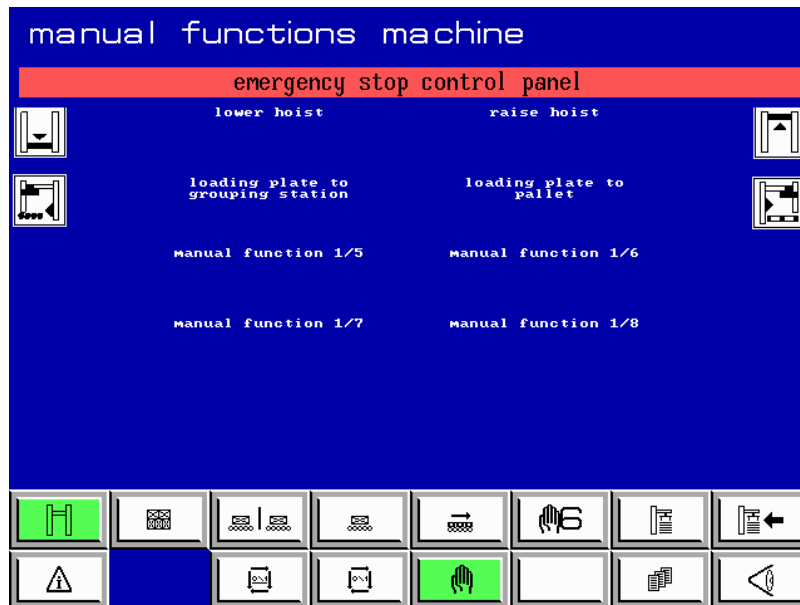 manual functions machine
emergency stop control panel
lower hoist
raise hoist
loading plate to
grouping station
loading plate to
pallet
manual function 1/5
manual function 1/6
manual function 1/7
manual function 1/8
6